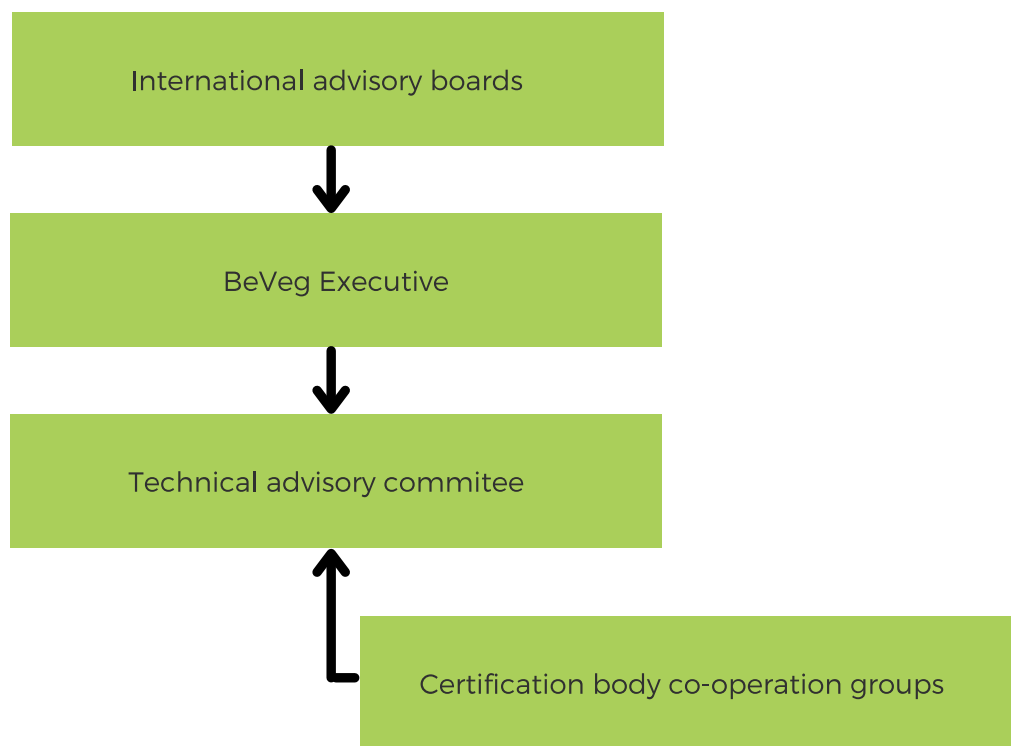 International advisory boards
BeVeg Executive
Technical advisory commitee
Certification body co-operation groups